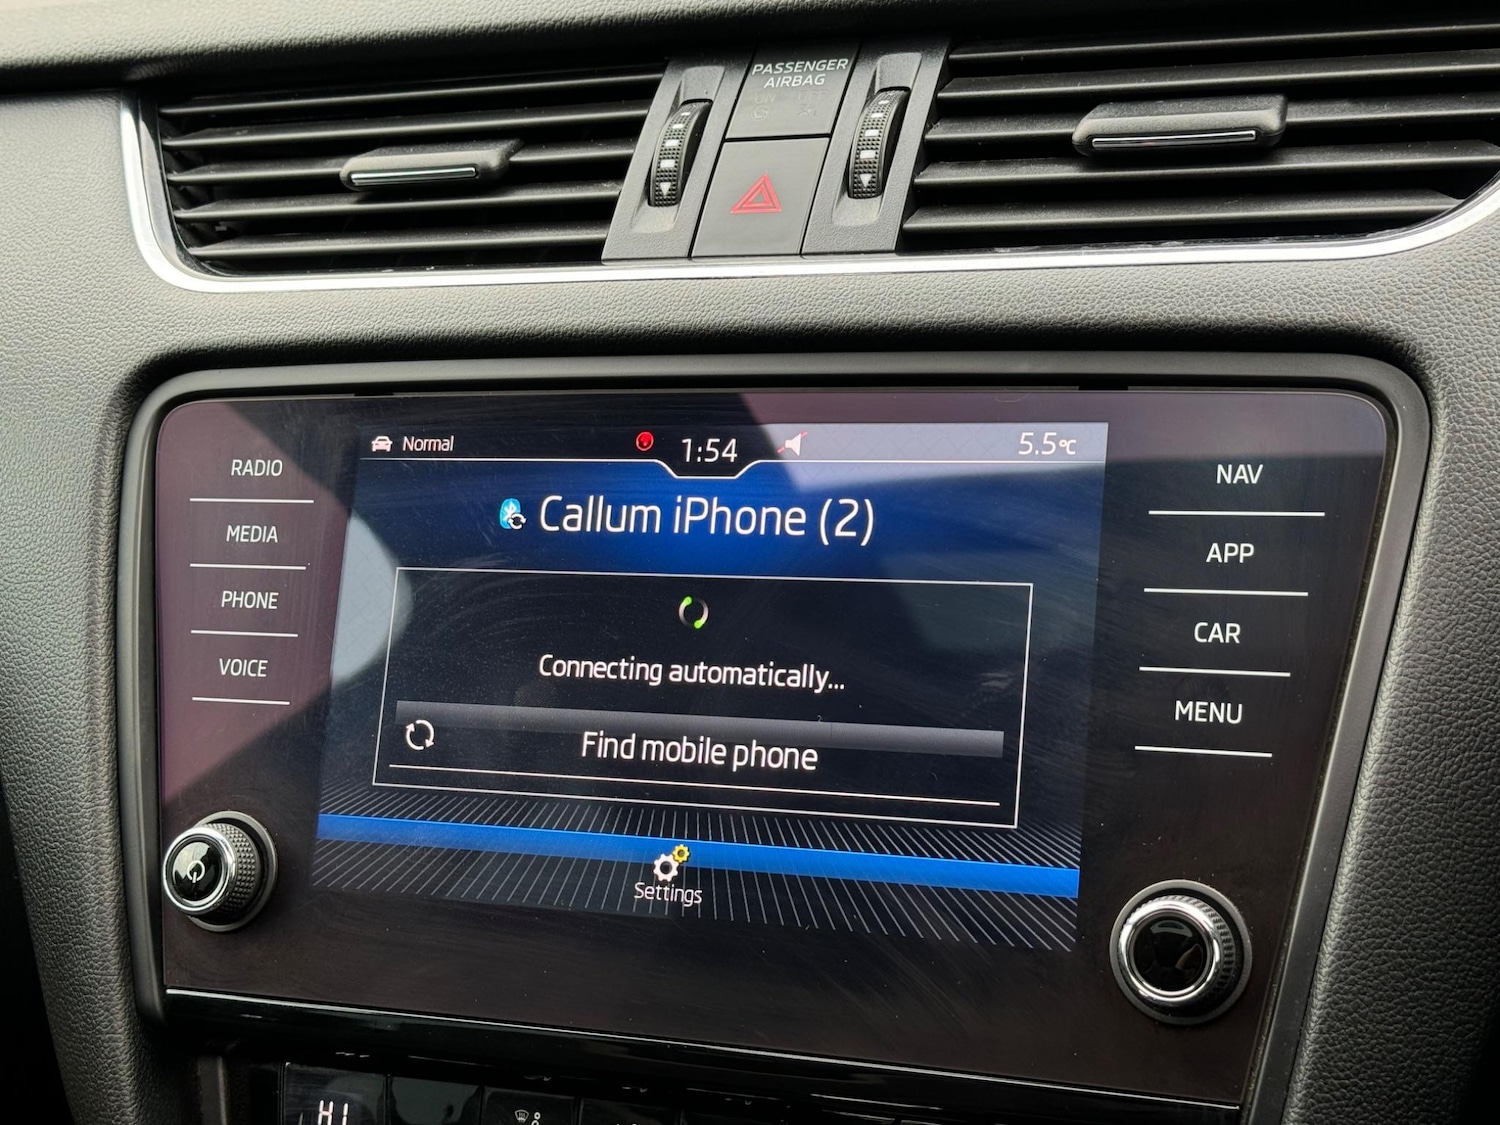 PASSENGER
AIRBAG
Normal
1:54
5.5°C
RADIO
MEDIA
PHONE
VOICE
Callum iPhone (2)
Connecting automatically...
Find mobile phone
Settings
NAV
APP
CAR
MENU
HI